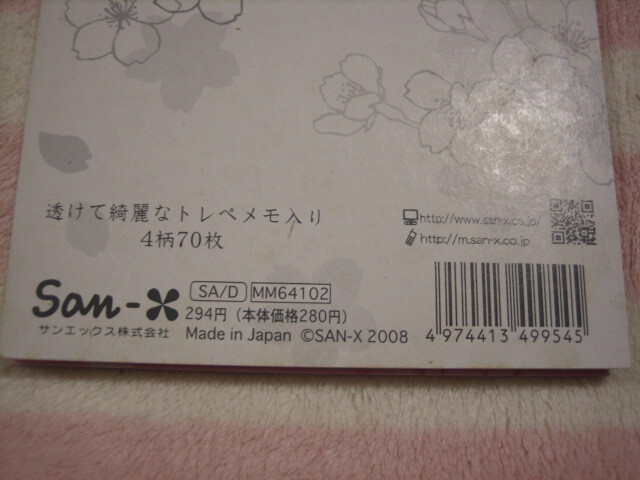 透けて綺麗なトレペメモ入り
4柄70枚
http://www.san-x.co.jp/
http://m.san-x.co.jp
San-X
サンエックス株式会社
SA/D MM64102
294円（本体価格280円）
Made in Japan ©SAN-X 2008
4 974413 499545